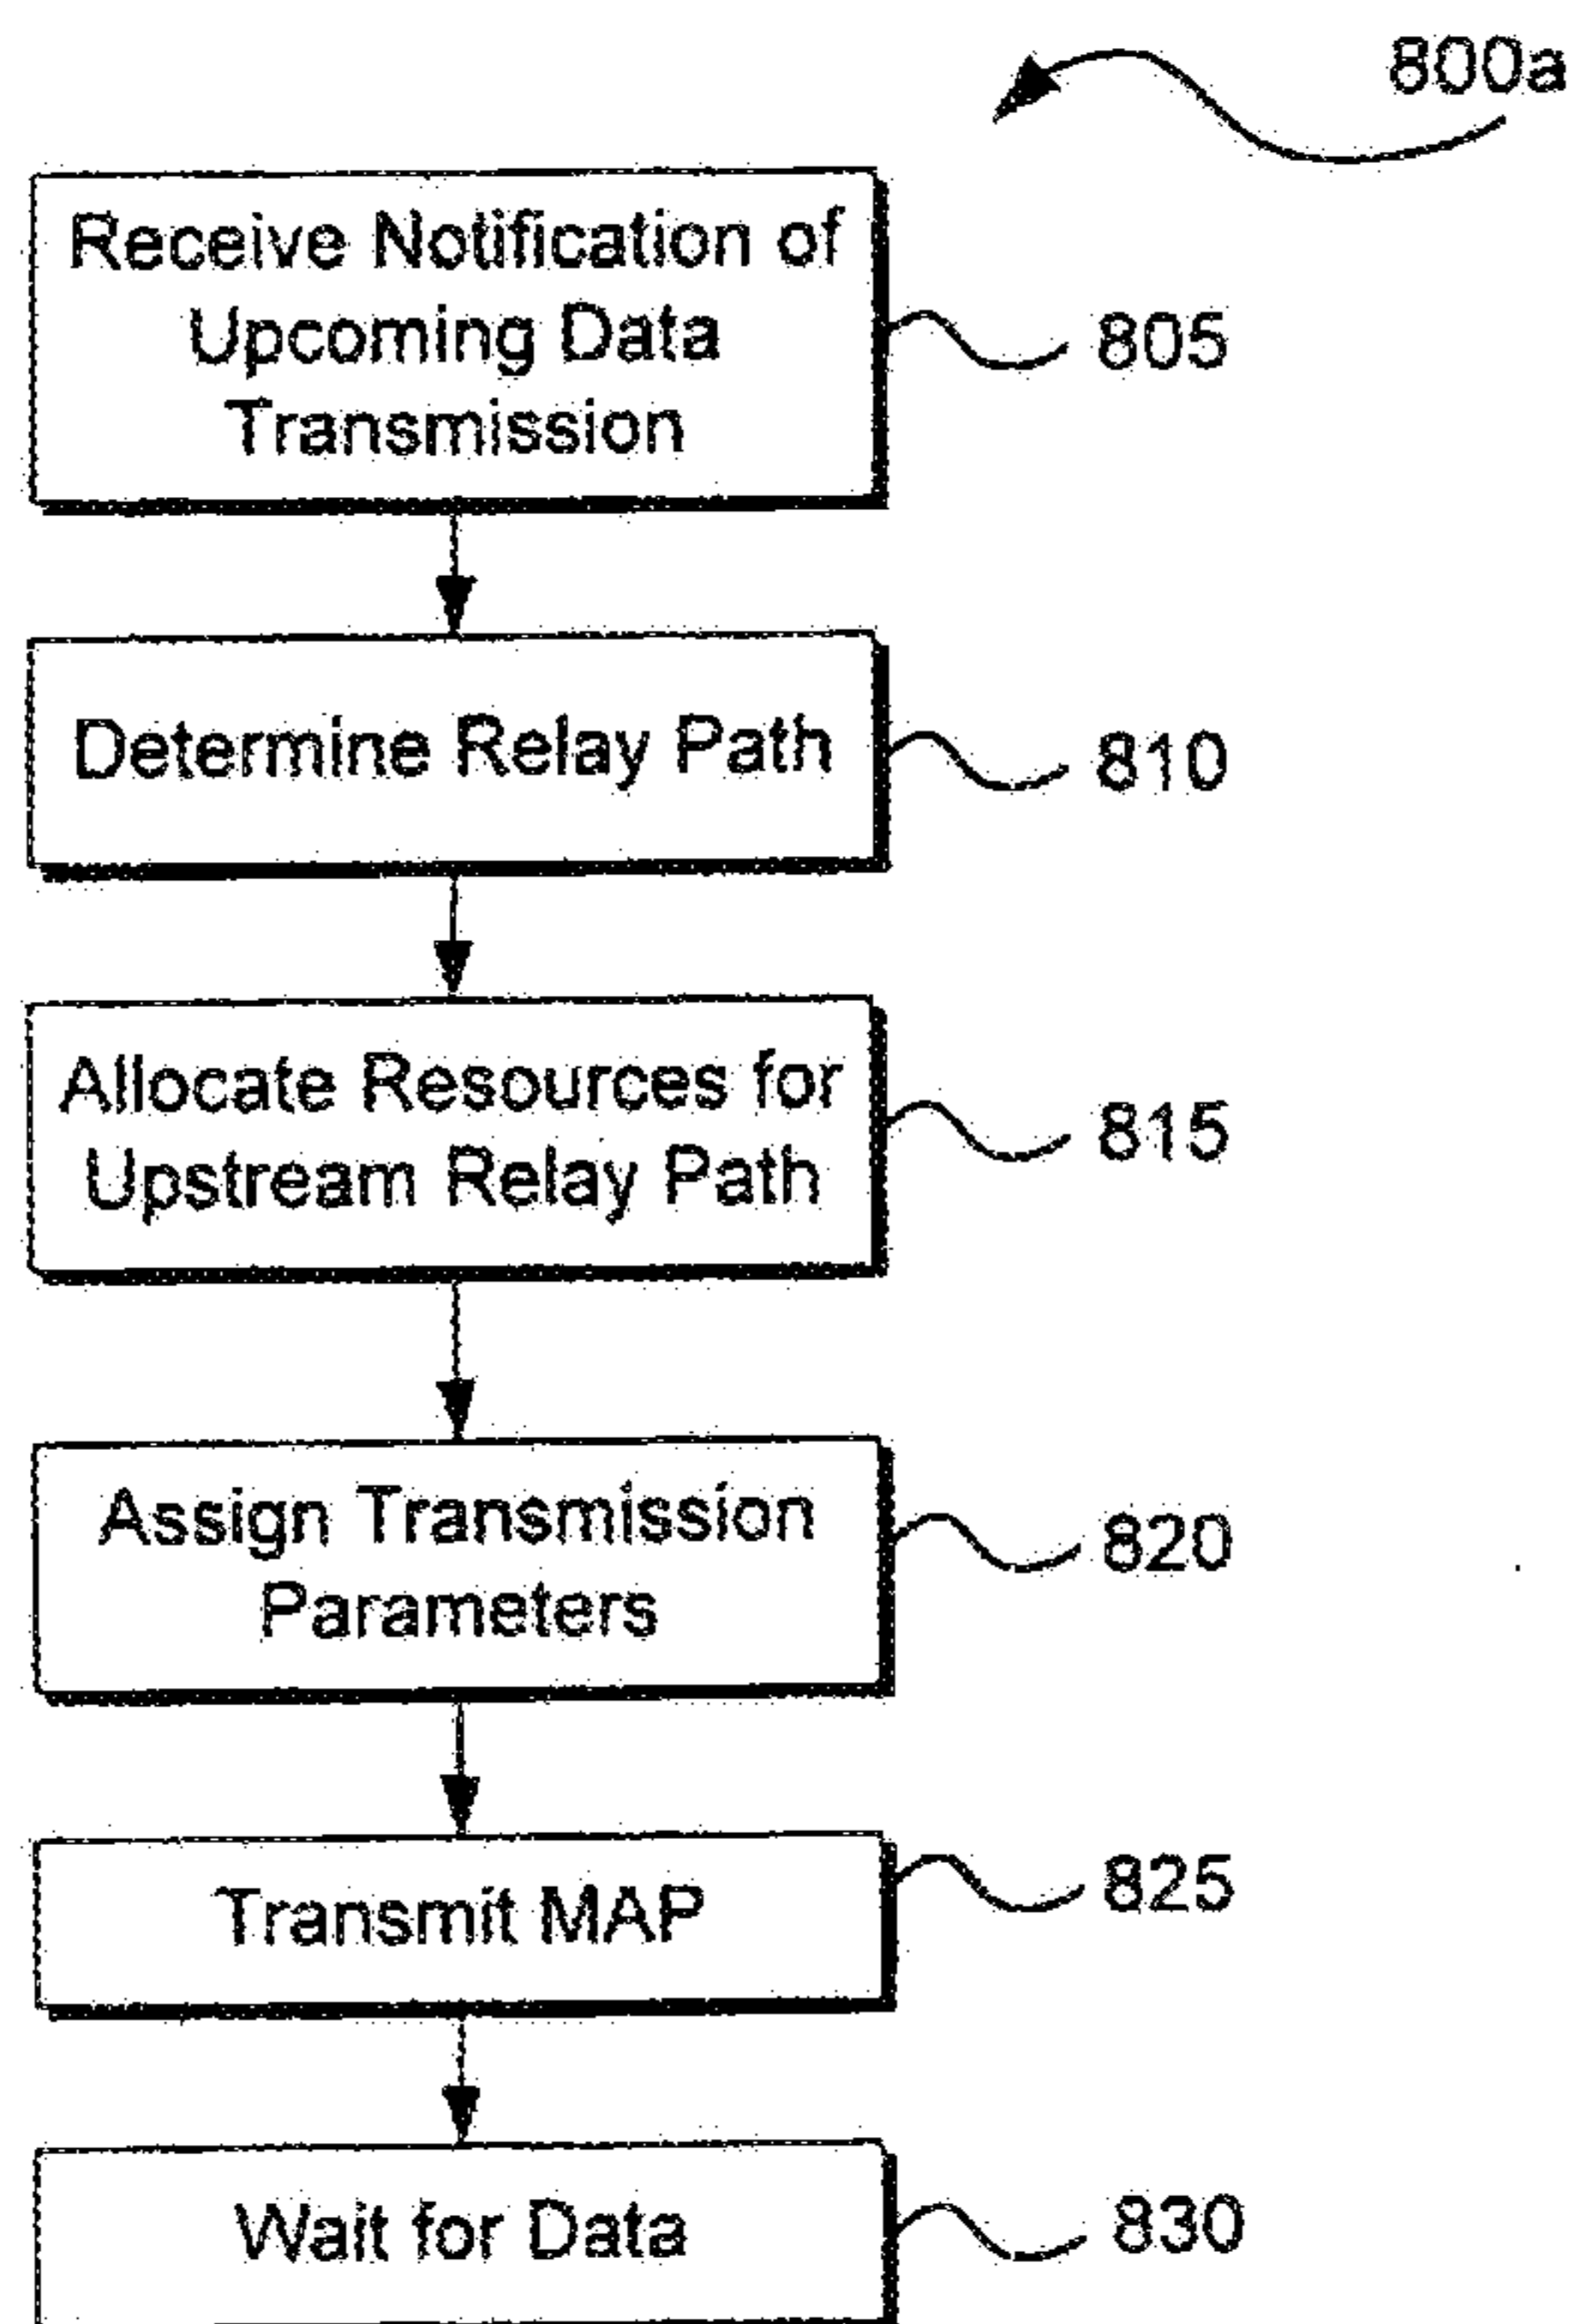 800a
Receive Notification of
Upcoming Data
Transmission
805
Determine Relay Path
810
Allocate Resources for
Upstream Relay Path
815
Assign Transmission
Parameters
820
Transmit MAP
825
Wait for Data
830